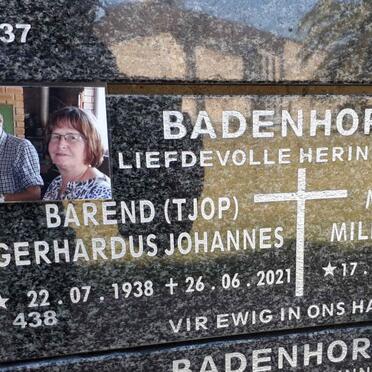 37
BADENHOR
LIEFDEVOLLE HERIN
BAREND (TJOP)
GERHARDUS JOHANNES MIL
★ 22 . 07 . 1938 ✝ 26 . 06 . 2021 ★ 17 .
438
VIR EWIG IN ONS HA
BADENHOR